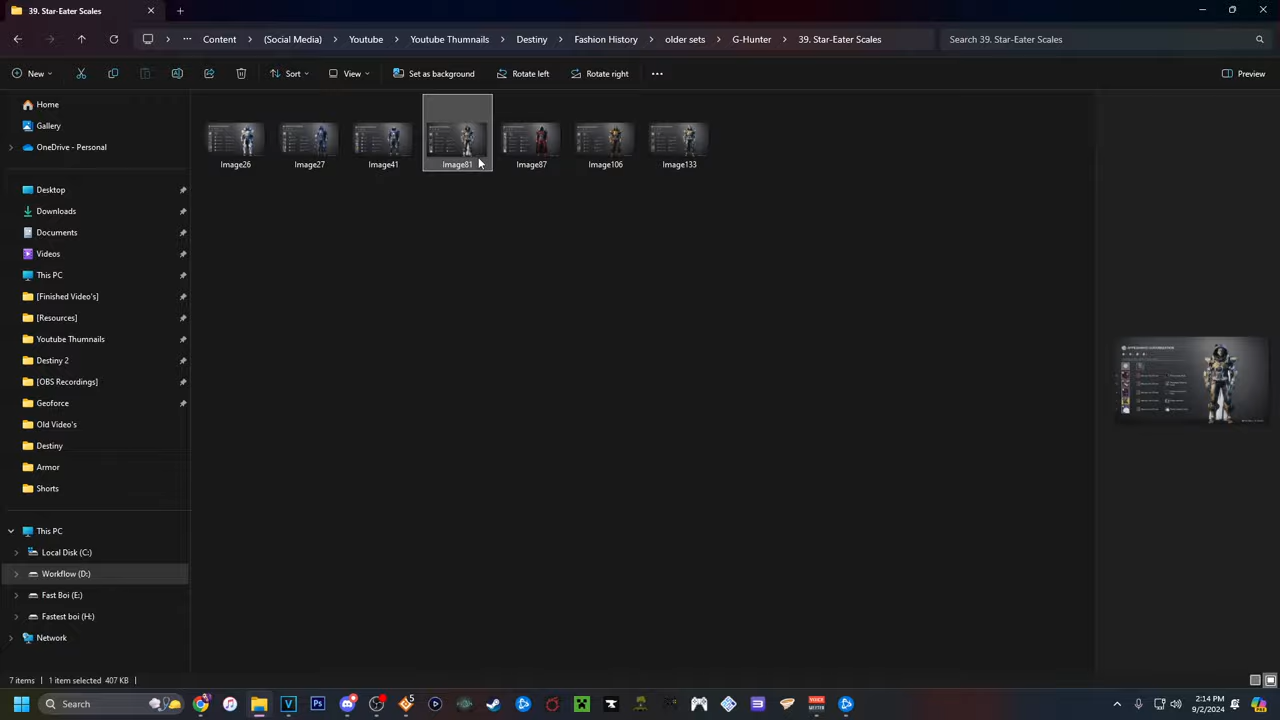 39. Star-Eater Scales
Content
(Social Media)
Youtube
Youtube Thumnails
Destiny
Fashion History
older sets
G-Hunter
39. Star-Eater Scales
Search 39. Star-Eater Scales
New
Sort
View
Set as background
Rotate left
Rotate right
Preview
Home
Gallery
OneDrive - Personal
Desktop
Downloads
Documents
Videos
This PC
[Finished Video's]
[Resources]
Youtube Thumnails
Destiny 2
[OBS Recordings]
Geoforce
Old Video's
Destiny
Armor
Shorts
This PC
Local Disk (C:)
Workflow (D:)
Fast Boi (E:)
Fastest boi (H:)
Network
Image26
Image27
Image41
Image81
Image87
Image106
Image133
7 items
1 item selected 407 KB
Search
2:14 PM
9/2/2024